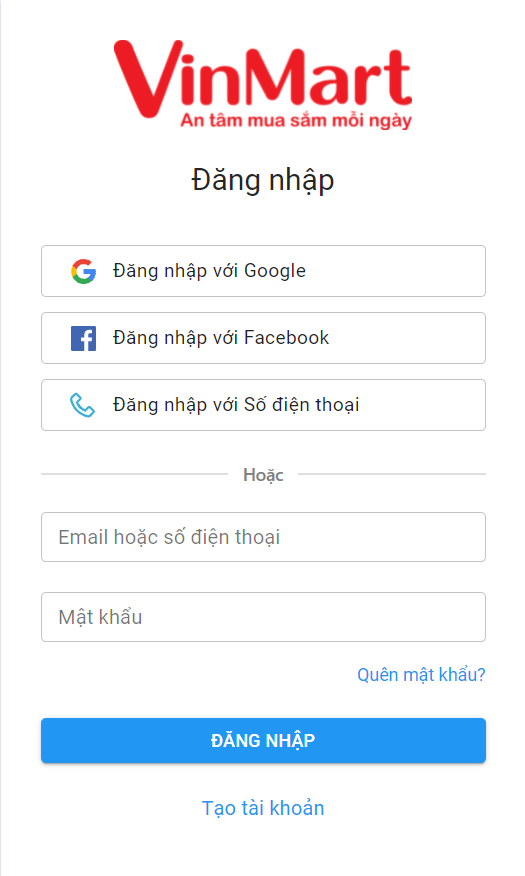 VinMart
An tâm mua sắm mỗi ngày
Đăng nhập
Đăng nhập với Google
Đăng nhập với Facebook
Đăng nhập với Số điện thoại
Hoặc
Email hoặc số điện thoại
Mật khẩu
Quên mật khẩu?
ĐĂNG NHẬP
Tạo tài khoản